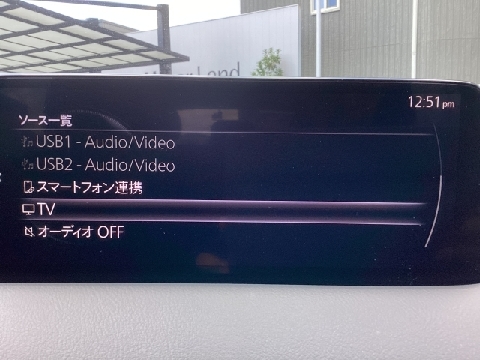 12:51pm
ソース一覧
USB1 - Audio/Video
USB2 - Audio/Video
スマートフォン連携
TV
オーディオ OFF